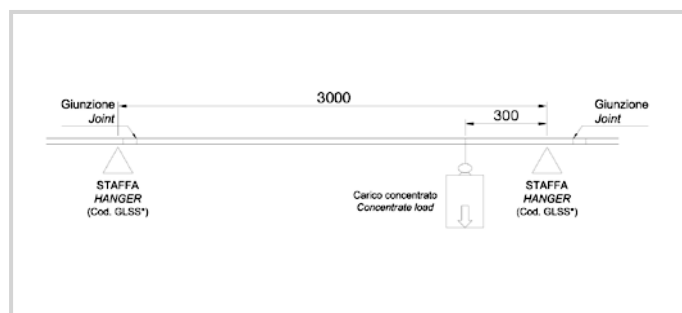 3000
Giunzione
Joint
300
Giunzione
Joint
STAFFA
HANGER
(Cod. GLSS*)
Carico concentrato
Concentrate load
STAFFA
HANGER
(Cod. GLSS*)